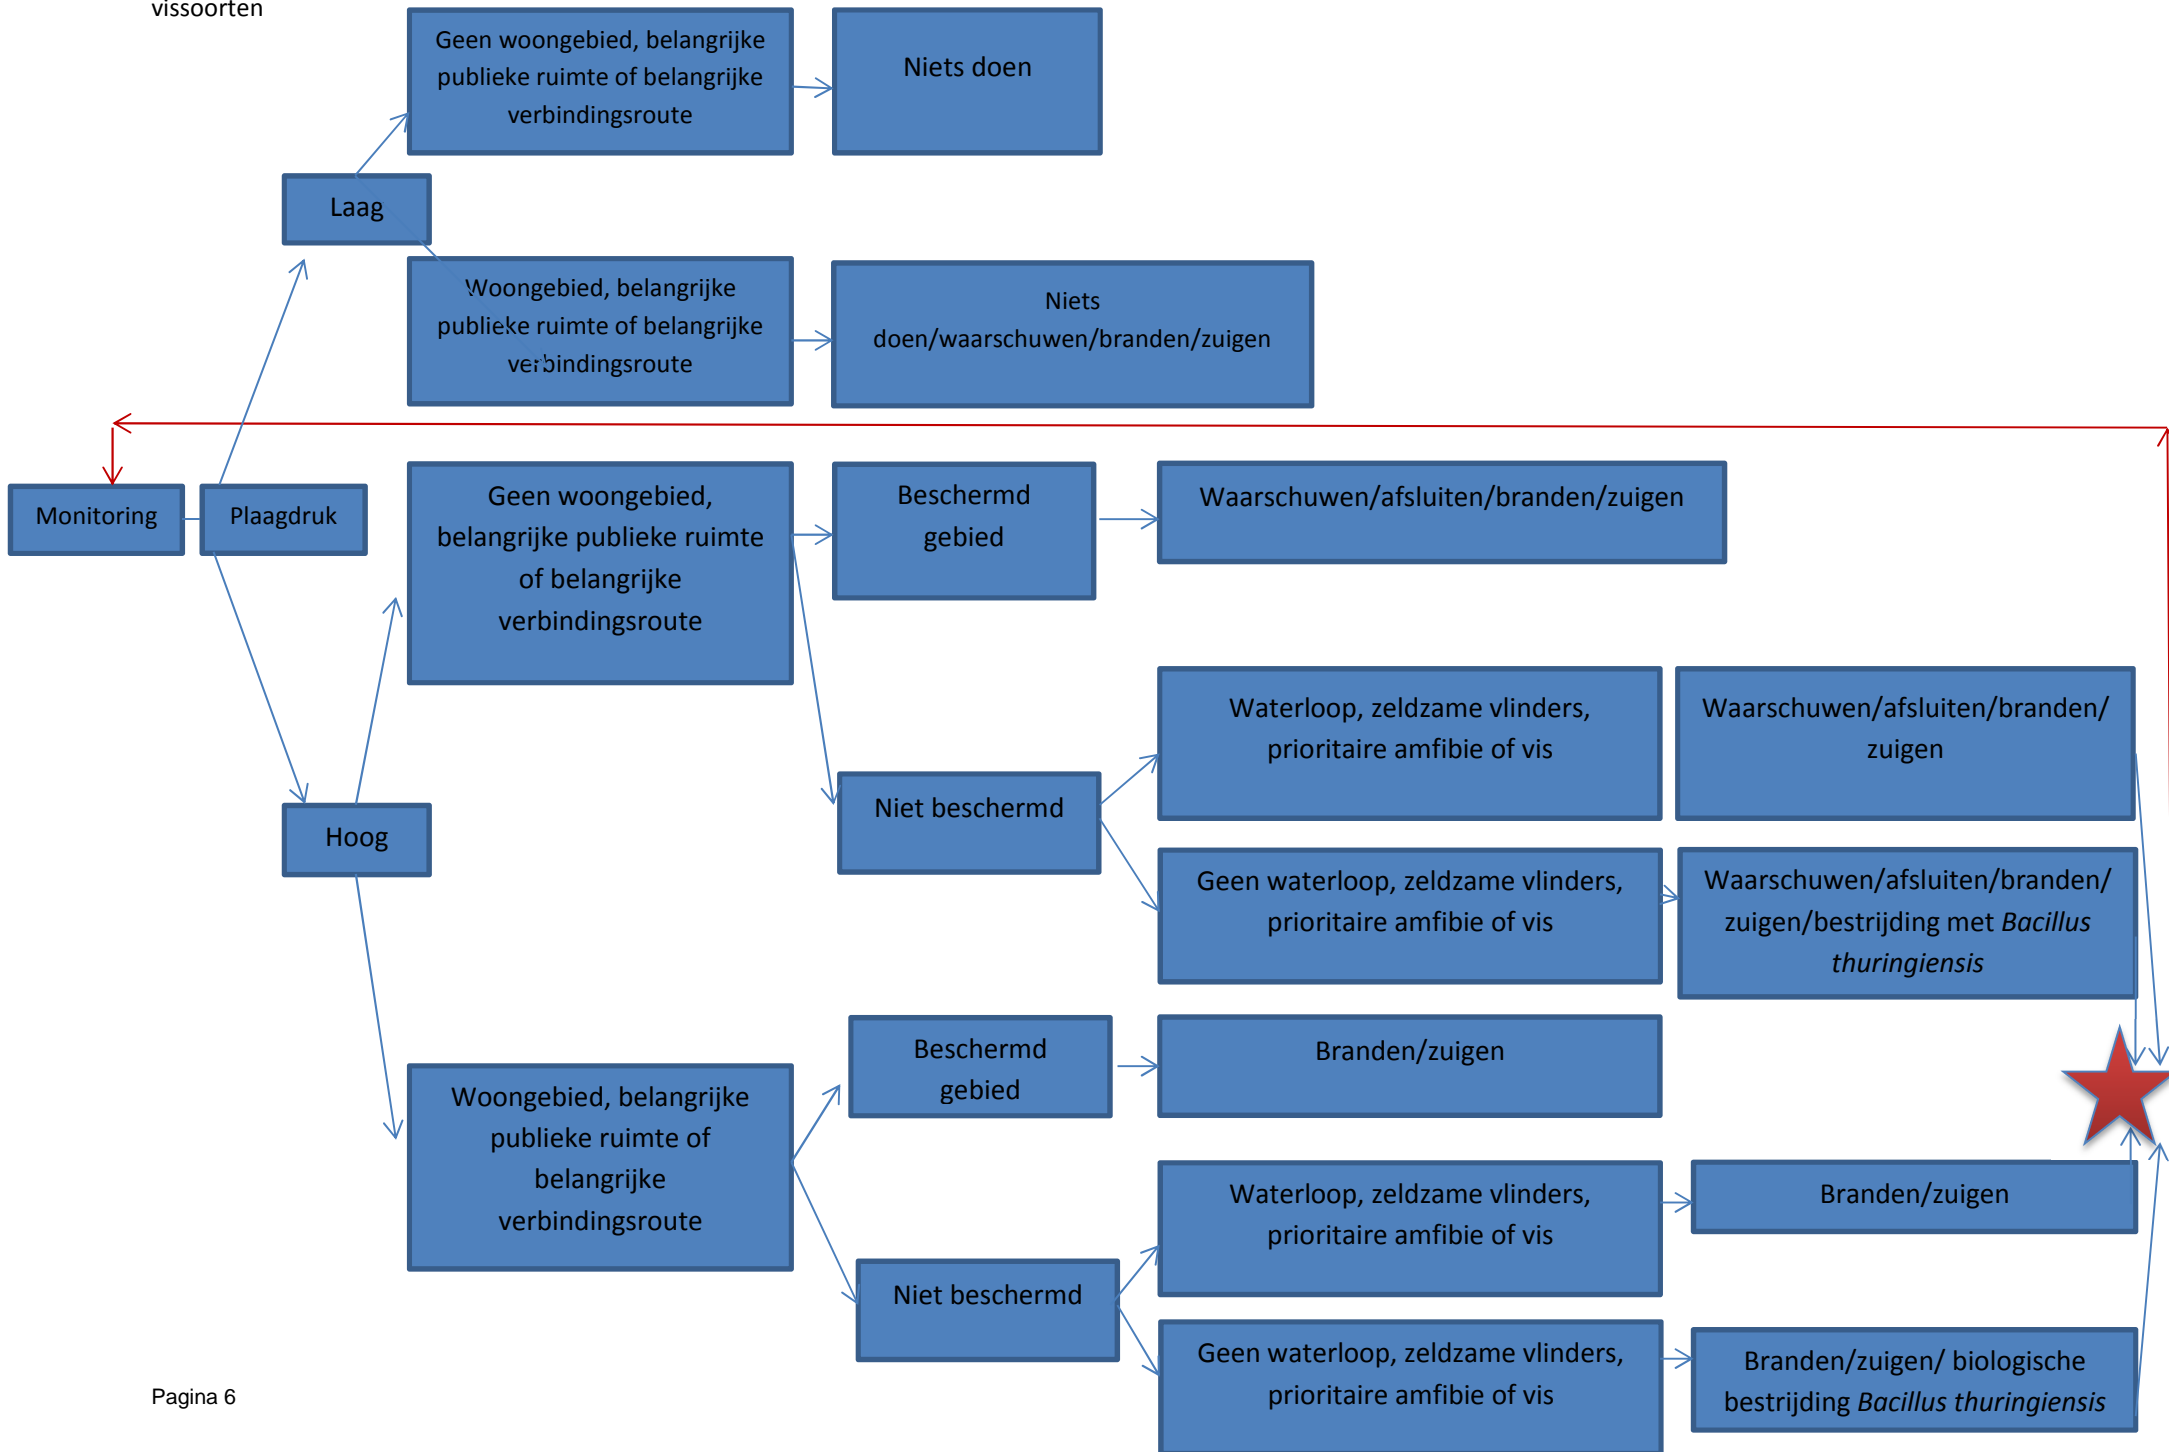 vissoorten
Geen woongebied, belangrijke
publieke ruimte of belangrijke
verbindingsroute
Niets doen
Laag
Woongebied, belangrijke
publieke ruimte of belangrijke
verbindingsroute
Niets
doen/waarschuwen/branden/zuigen
Monitoring
Plaagdruk
Geen woongebied,
belangrijke publieke ruimte
of belangrijke
verbindingsroute
Beschermd
gebied
Waarschuwen/afsluiten/branden/zuigen
Waterloop, zeldzame vlinders,
prioritaire amfibie of vis
Waarschuwen/afsluiten/branden/
zuigen
Niet beschermd
Hoog
Geen waterloop, zeldzame vlinders,
prioritaire amfibie of vis
Waarschuwen/afsluiten/branden/
zuigen/bestrijding met Bacillus
thuringiensis
Woongebied, belangrijke
publieke ruimte of
belangrijke
verbindingsroute
Beschermd
gebied
Branden/zuigen
Waterloop, zeldzame vlinders,
prioritaire amfibie of vis
Branden/zuigen
Niet beschermd
Geen waterloop, zeldzame vlinders,
prioritaire amfibie of vis
Branden/zuigen/ biologische
bestrijding Bacillus thuringiensis
Pagina 6